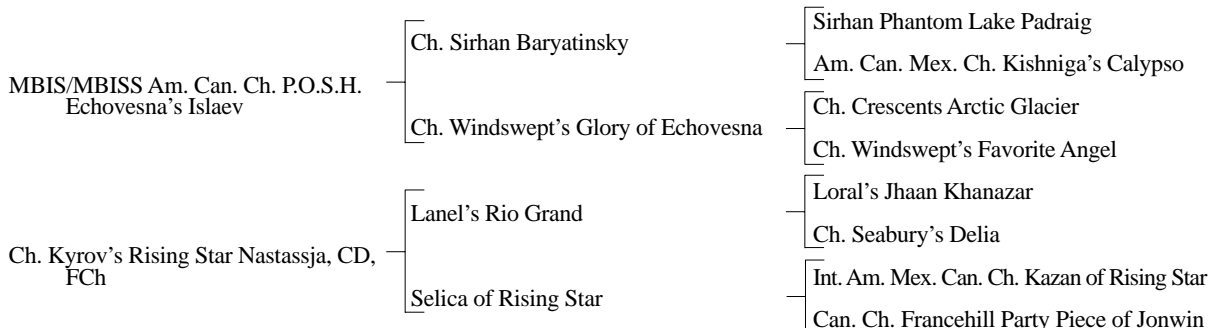 MBIS/MBISS Am. Can. Ch. P.O.S.H.
Echovesna’s Islaev
Ch. Kyrov’s Rising Star Nastassja, CD,
FCh
Ch. Sirhan Baryatinsky
Ch. Windswept’s Glory of Echovesna
Lanel’s Rio Grand
Selica of Rising Star
Sirhan Phantom Lake Padraig
Am. Can. Mex. Ch. Kishniga’s Calypso
Ch. Crescents Arctic Glacier
Ch. Windswept’s Favorite Angel
Loral’s Jhaan Khanazar
Ch. Seabury’s Delia
Int. Am. Mex. Can. Ch. Kazan of Rising Star
Can. Ch. Francehill Party Piece of Jonwin